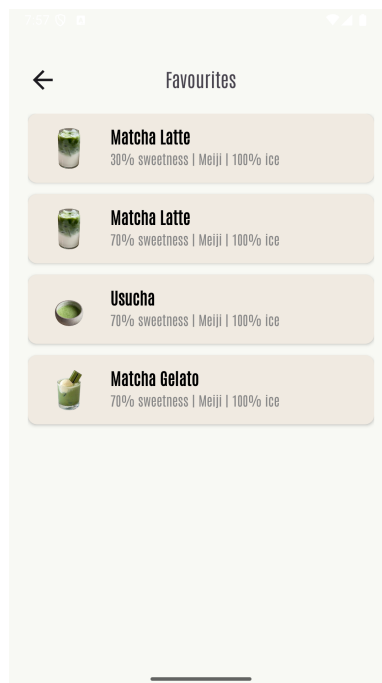 Favourites
Matcha Latte
30% sweetness | Meiji | 100% ice
Matcha Latte
70% sweetness | Meiji | 100% ice
Usucha
70% sweetness | Meiji | 100% ice
Matcha Gelato
70% sweetness | Meiji | 100% ice